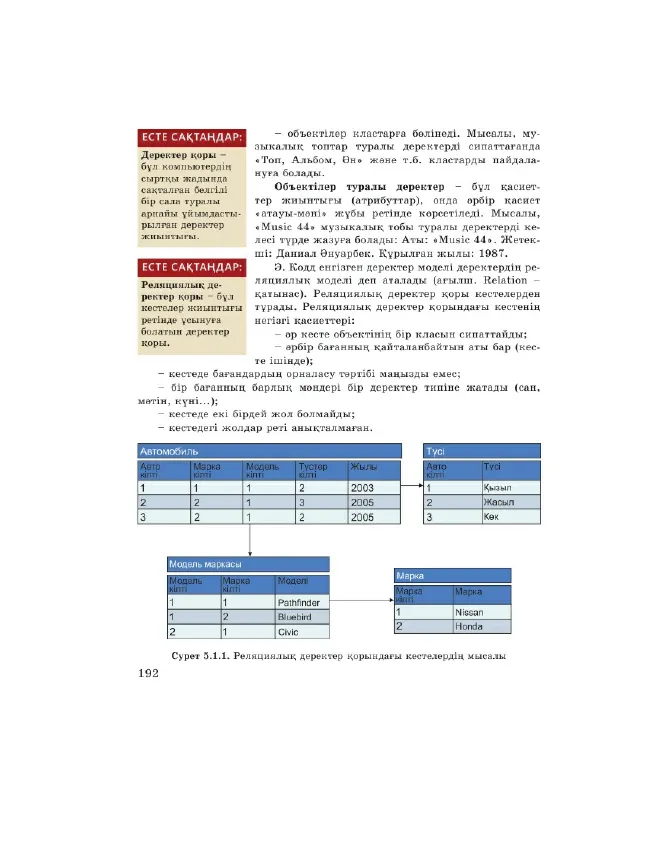 ЕСТЕ САҚТАҢДАР:
Деректер қоры –
бұл компьютердің
сыртқы жадында
сақталған белгілі
бір сала туралы
арнайы ұйымдасты-
рылған деректер
жиынтығы.
ЕСТЕ САҚТАҢДАР:
Реляциялық де-
ректер қоры – бұл
кестелер жиынтығы
ретінде ұсынуға
болатын деректер
қоры.
– объектілер кластарға бөлінеді. Мысалы, му-
зыкалық топтар туралы деректерді сипаттағанда
«Топ, Альбом, Ән» және т.б. кластарды пайдала-
нуға болады.
Объектілер туралы деректер – бұл қасиет-
тер жиынтығы (атрибуттар), онда әрбір қасиет
«атауы-мәні» жұбы ретінде көрсетіледі. Мысалы,
«Music 44» музыкалық тобы туралы деректерді ке-
лесі түрде жазуға болады: Аты: «Music 44». Жетек-
ші: Даниал Әнуарбек. Құрылған жылы: 1987.
Э. Кодд енгізген деректер моделі деректердің ре-
ляциялық моделі деп аталады (ағылш. Relation –
қатынас). Реляциялық деректер қоры кестелерден
тұрады. Реляциялық деректер қорындағы кестенің
негізгі қасиеттері:
– әр кесте объектінің бір класын сипаттайды;
– әрбір бағанның қайталанбайтын аты бар (кес-
те ішінде);
– кестеде бағандардың орналасу тәртібі маңызды емес;
– бір бағанның барлық мәндері бір деректер типіне жатады (сан,
мәтін, күні...);
– кестеде екі бірдей жол болмайды;
– кестедегі жолдар реті анықталмаған.
Автомобиль
Авто кілті Марка кілті Модель кілті Түстер кілті Жылы
1 1 1 2 2003
2 2 1 3 2005
3 2 1 2 2005
Түсі
Авто кілті Түсі
1 Қызыл
2 Жасыл
3 Көк
Модель маркасы
Модель кілті Марка кілті Моделі
1 1 Pathfinder
1 2 Bluebird
2 1 Civic
Марка
Марка кілті Марка
1 Nissan
2 Honda
Сурет 5.1.1. Реляциялық деректер қорындағы кестелердің мысалы
192